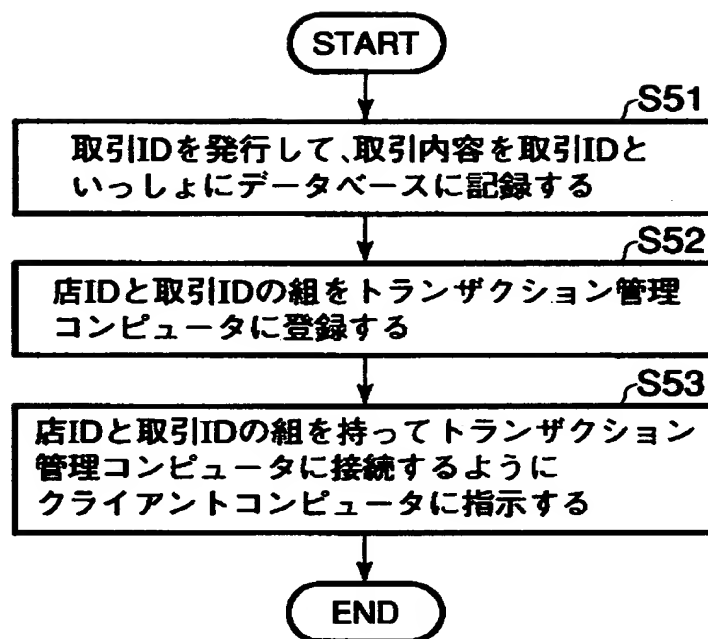 START
S51
取引IDを発行して、取引内容を取引IDと
いっしょにデータベースに記録する
S52
店IDと取引IDの組をトランザクション管理
コンピュータに登録する
S53
店IDと取引IDの組を持ってトランザクション
管理コンピュータに接続するように
クライアントコンピュータに指示する
END